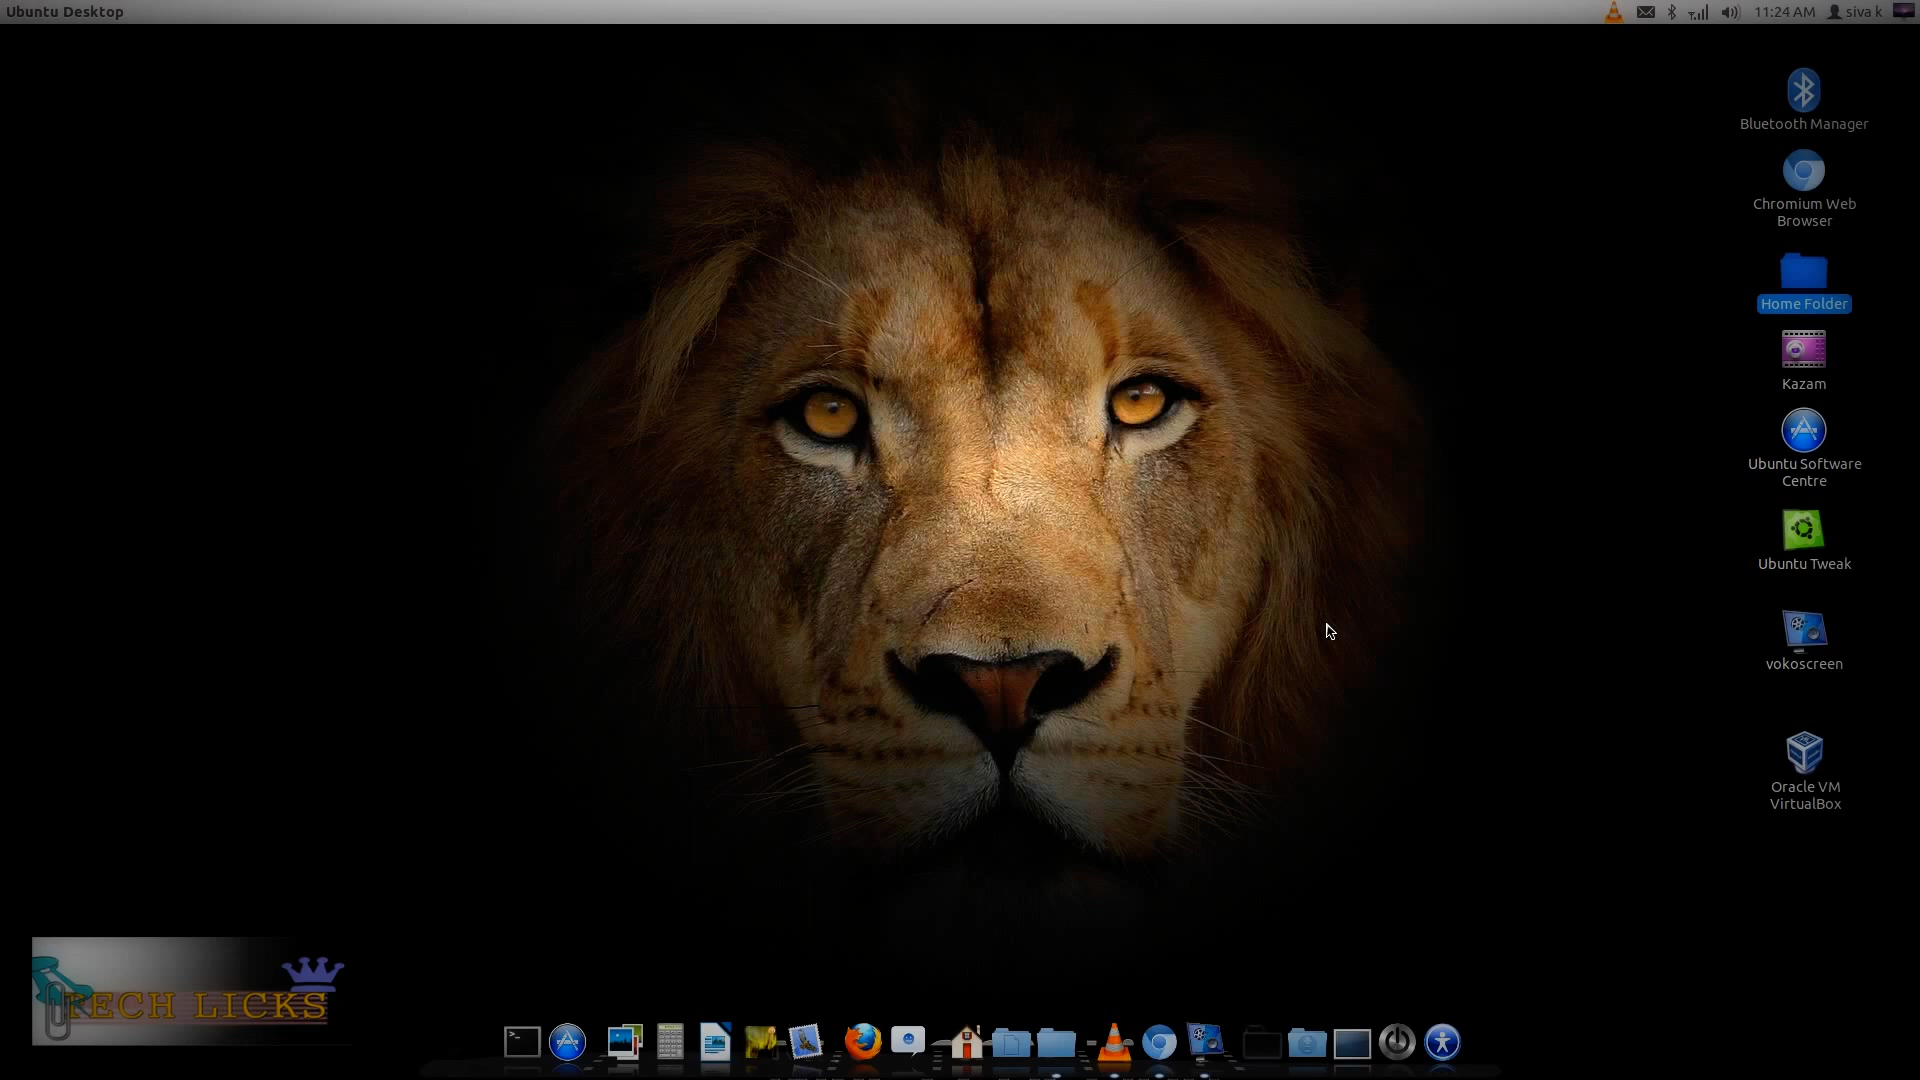 Ubuntu Desktop
11:24 AM
siva k
Bluetooth Manager
Chromium Web
Browser
Home Folder
Kazam
Ubuntu Software
Centre
Ubuntu Tweak
vokoscreen
Oracle VM
VirtualBox
TECH LICKS